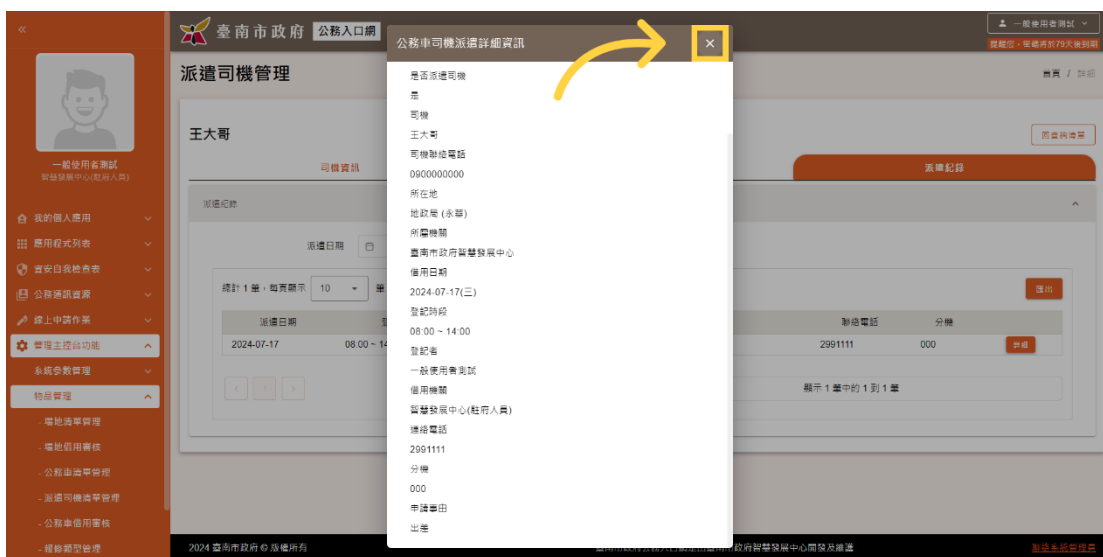 臺南市政府 公務入口網
一般使用者測試
提醒您，密碼將於79天後到期
公務車司機派遣詳細資訊
派遣司機管理
首頁 / 詳細
王大哥
回查詢清單
司機資訊
派遣紀錄
派遣紀錄
派遣日期
總計 1 筆，每頁顯示 10 筆
匯出
派遣日期
聯絡電話
分機
2024-07-17
08:00 ~ 14
2991111
000
詳細
顯示 1 筆中的 1 到 1 筆
是否派遣司機
是
司機
王大哥
司機聯絡電話
0900000000
所在地
地政局 (永華)
所屬機關
臺南市政府智慧發展中心
借用日期
2024-07-17(三)
登記時段
08:00 ~ 14:00
登記者
一般使用者測試
借用機關
智慧發展中心(駐府人員)
連絡電話
2991111
分機
000
申請事由
出差
一般使用者測試
智慧發展中心(駐府人員)
我的個人應用
應用程式列表
資安自我檢查表
公務通訊資源
線上申請作業
管理主控台功能
系統參數管理
物品管理
- 場地清單管理
- 場地借用審核
- 公務車清單管理
- 派遣司機清單管理
- 公務車借用審核
- 報修類型管理
2024 臺南市政府 © 版權所有
政府智慧發展中心開發及維護
聯絡系統管理員